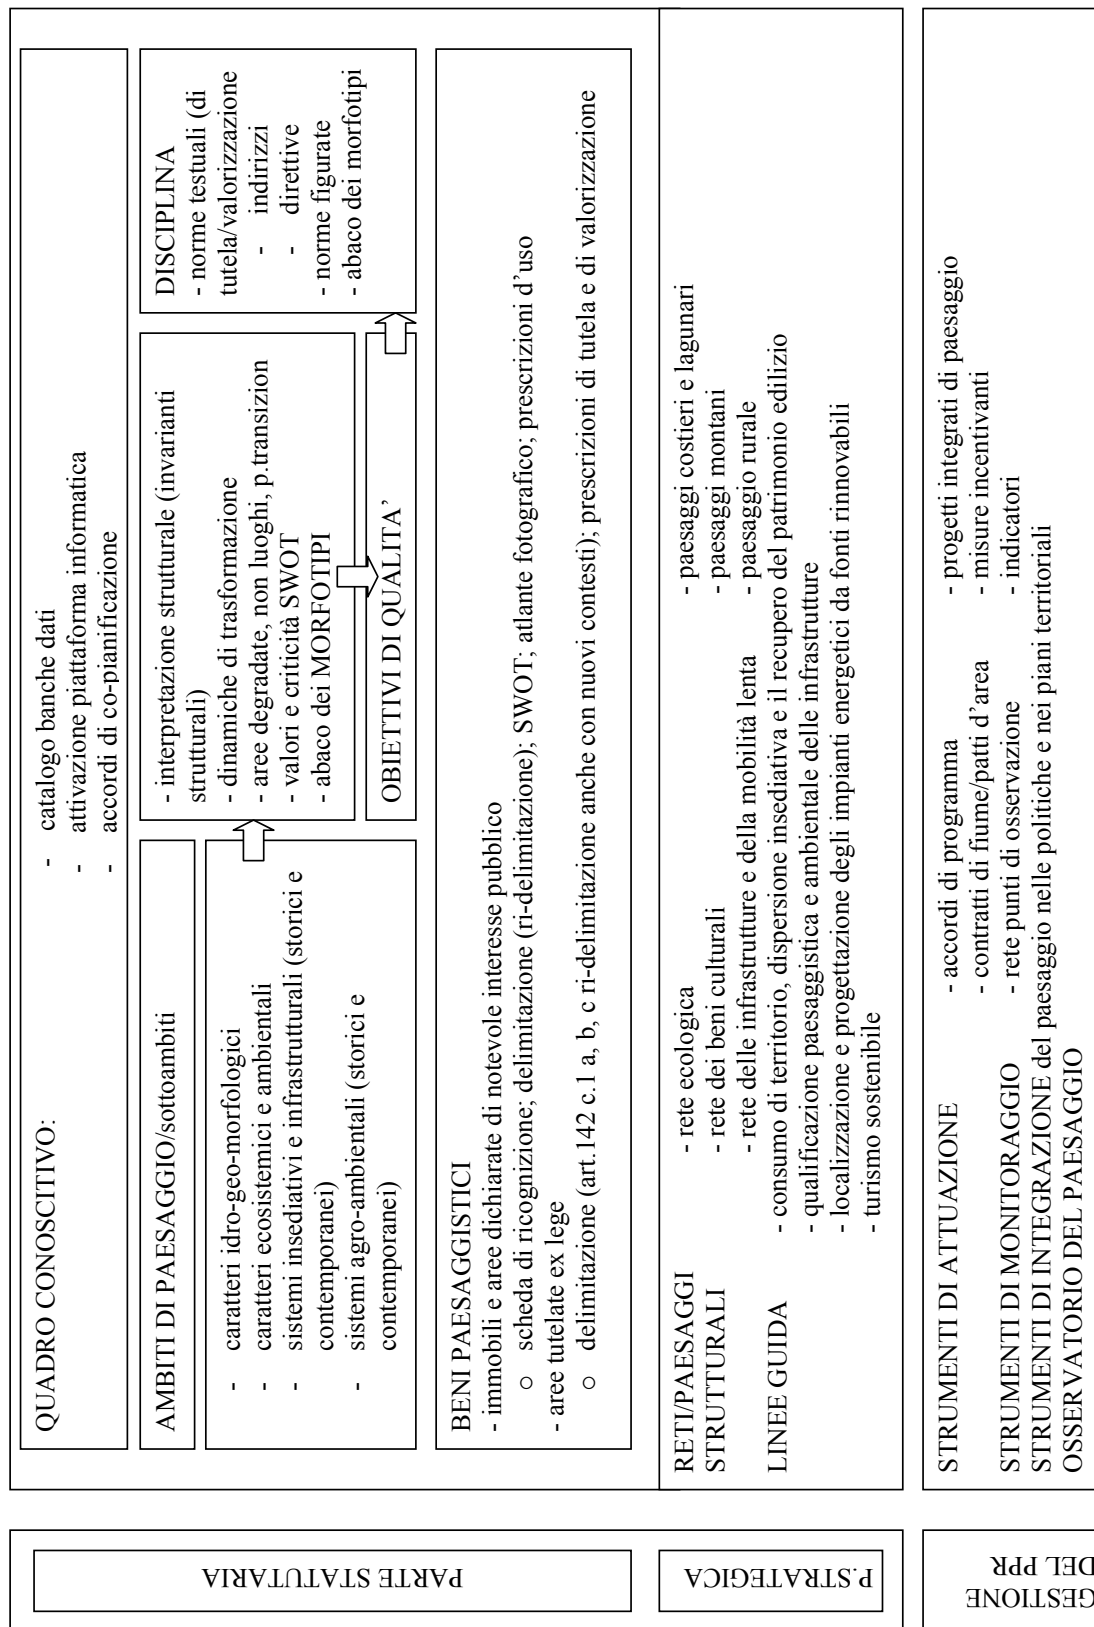 PARTE STATUTARIA
QUADRO CONOSCITIVO:
- catalogo banche dati
- attivazione piattaforma informatica
- accordi di co-pianificazione
AMBITI DI PAESAGGIO/sottoambiti
- caratteri idro-geo-morfologici
- caratteri ecosistemici e ambientali
- sistemi insediativi e infrastrutturali (storici e
contemporanei)
- sistemi agro-ambientali (storici e
contemporanei)
- interpretazione strutturale (invarianti
strutturali)
- dinamiche di trasformazione
- aree degradate, non luoghi, p.transizion
- valori e criticità SWOT
- abaco dei MORFOTIPI
OBIETTIVI DI QUALITA’
DISCIPLINA
- norme testuali (di
tutela/valorizzazione
- indirizzi
- direttive
- norme figurate
- abaco dei morfotipi
BENI PAESAGGISTICI
- immobili e aree dichiarate di notevole interesse pubblico
○ scheda di ricognizione; delimitazione (ri-delimitazione); SWOT; atlante fotografico; prescrizioni d’uso
- aree tutelate ex lege
○ delimitazione (art.142 c.1 a, b, c ri-delimitazione anche con nuovi contesti); prescrizioni di tutela e di valorizzazione
P.STRATEGICA
RETI/PAESAGGI
STRUTTURALI
- rete ecologica
- rete dei beni culturali
- rete delle infrastrutture e della mobilità lenta
- paesaggi costieri e lagunari
- paesaggi montani
- paesaggio rurale
LINEE GUIDA
- consumo di territorio, dispersione insediativa e il recupero del patrimonio edilizio
- qualificazione paesaggistica e ambientale delle infrastrutture
- localizzazione e progettazione degli impianti energetici da fonti rinnovabili
- turismo sostenibile
GESTIONE
DEL PPR
STRUMENTI DI ATTUAZIONE
- accordi di programma
- contratti di fiume/patti d’area
- progetti integrati di paesaggio
- misure incentivanti
STRUMENTI DI MONITORAGGIO
- rete punti di osservazione
- indicatori
STRUMENTI DI INTEGRAZIONE del paesaggio nelle politiche e nei piani territoriali
OSSERVATORIO DEL PAESAGGIO